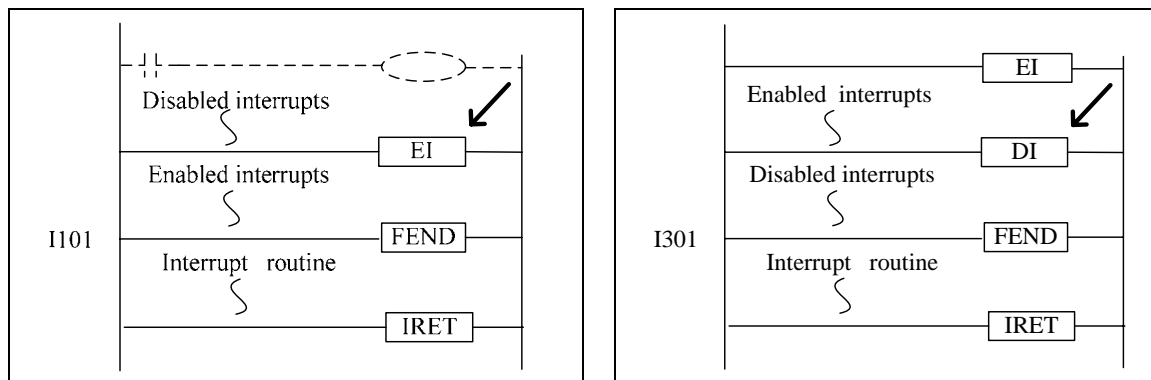 Disabled interrupts
EI
Enabled interrupts
I101
FEND
Interrupt routine
IRET
EI
Enabled interrupts
DI
Disabled interrupts
I301
FEND
Interrupt routine
IRET